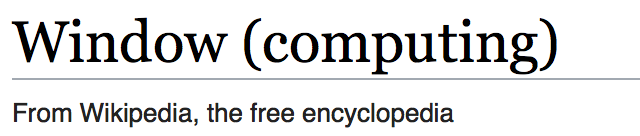 Window (computing)
From Wikipedia, the free encyclopedia